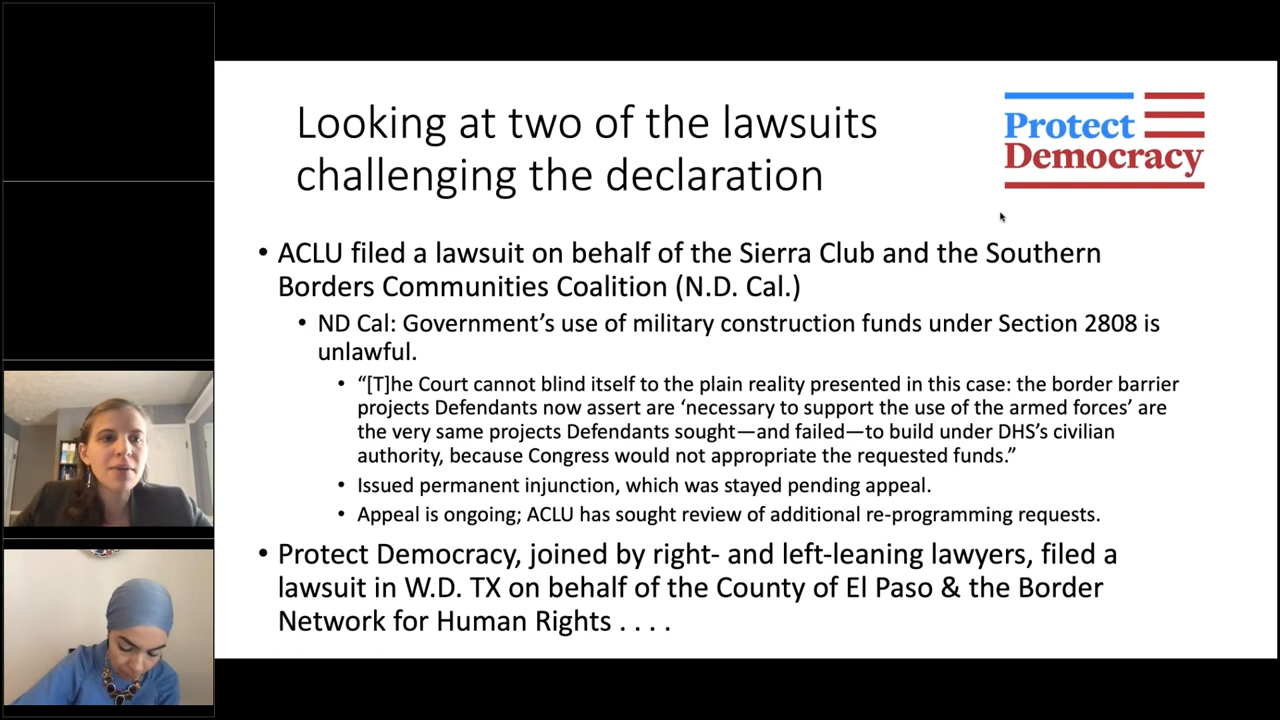 Looking at two of the lawsuits
challenging the declaration
Protect
Democracy
• ACLU filed a lawsuit on behalf of the Sierra Club and the Southern
Borders Communities Coalition (N.D. Cal.)
• ND Cal: Government’s use of military construction funds under Section 2808 is
unlawful.
• “[T]he Court cannot blind itself to the plain reality presented in this case: the border barrier
projects Defendants now assert are ‘necessary to support the use of the armed forces’ are
the very same projects Defendants sought—and failed—to build under DHS’s civilian
authority, because Congress would not appropriate the requested funds.”
• Issued permanent injunction, which was stayed pending appeal.
• Appeal is ongoing; ACLU has sought review of additional re-programming requests.
• Protect Democracy, joined by right- and left-leaning lawyers, filed a
lawsuit in W.D. TX on behalf of the County of El Paso & the Border
Network for Human Rights . . . .